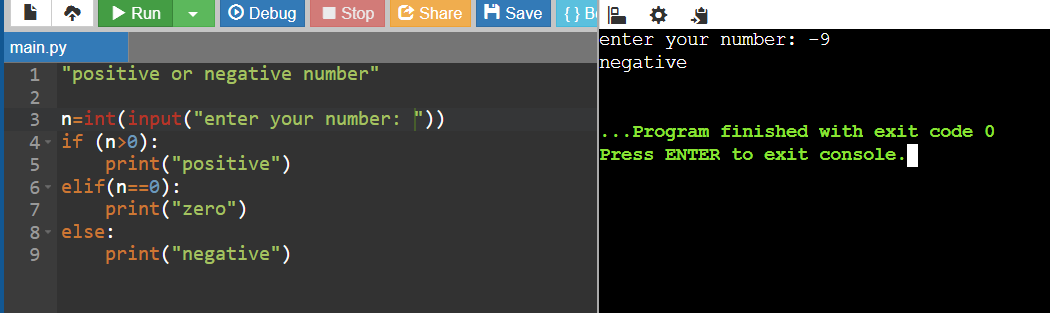 Run Debug Stop Share Save { } B
main.py
1 "positive or negative number"
2
3 n=int(input("enter your number: "))
4 if (n>0):
5     print("positive")
6 elif(n==0):
7     print("zero")
8 else:
9     print("negative")
enter your number: -9
negative
...Program finished with exit code 0
Press ENTER to exit console.